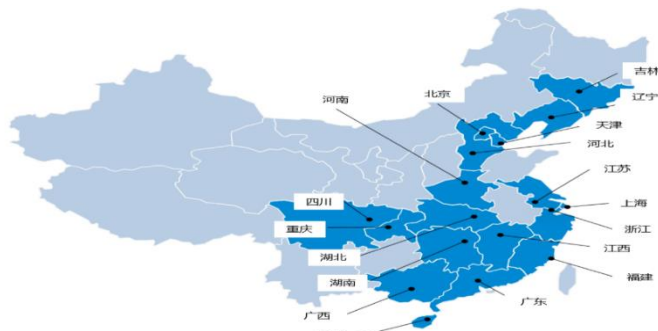 吉林
北京
辽宁
河南
天津
河北
江苏
四川
上海
重庆
浙江
江西
湖北
湖南
福建
广西
广东